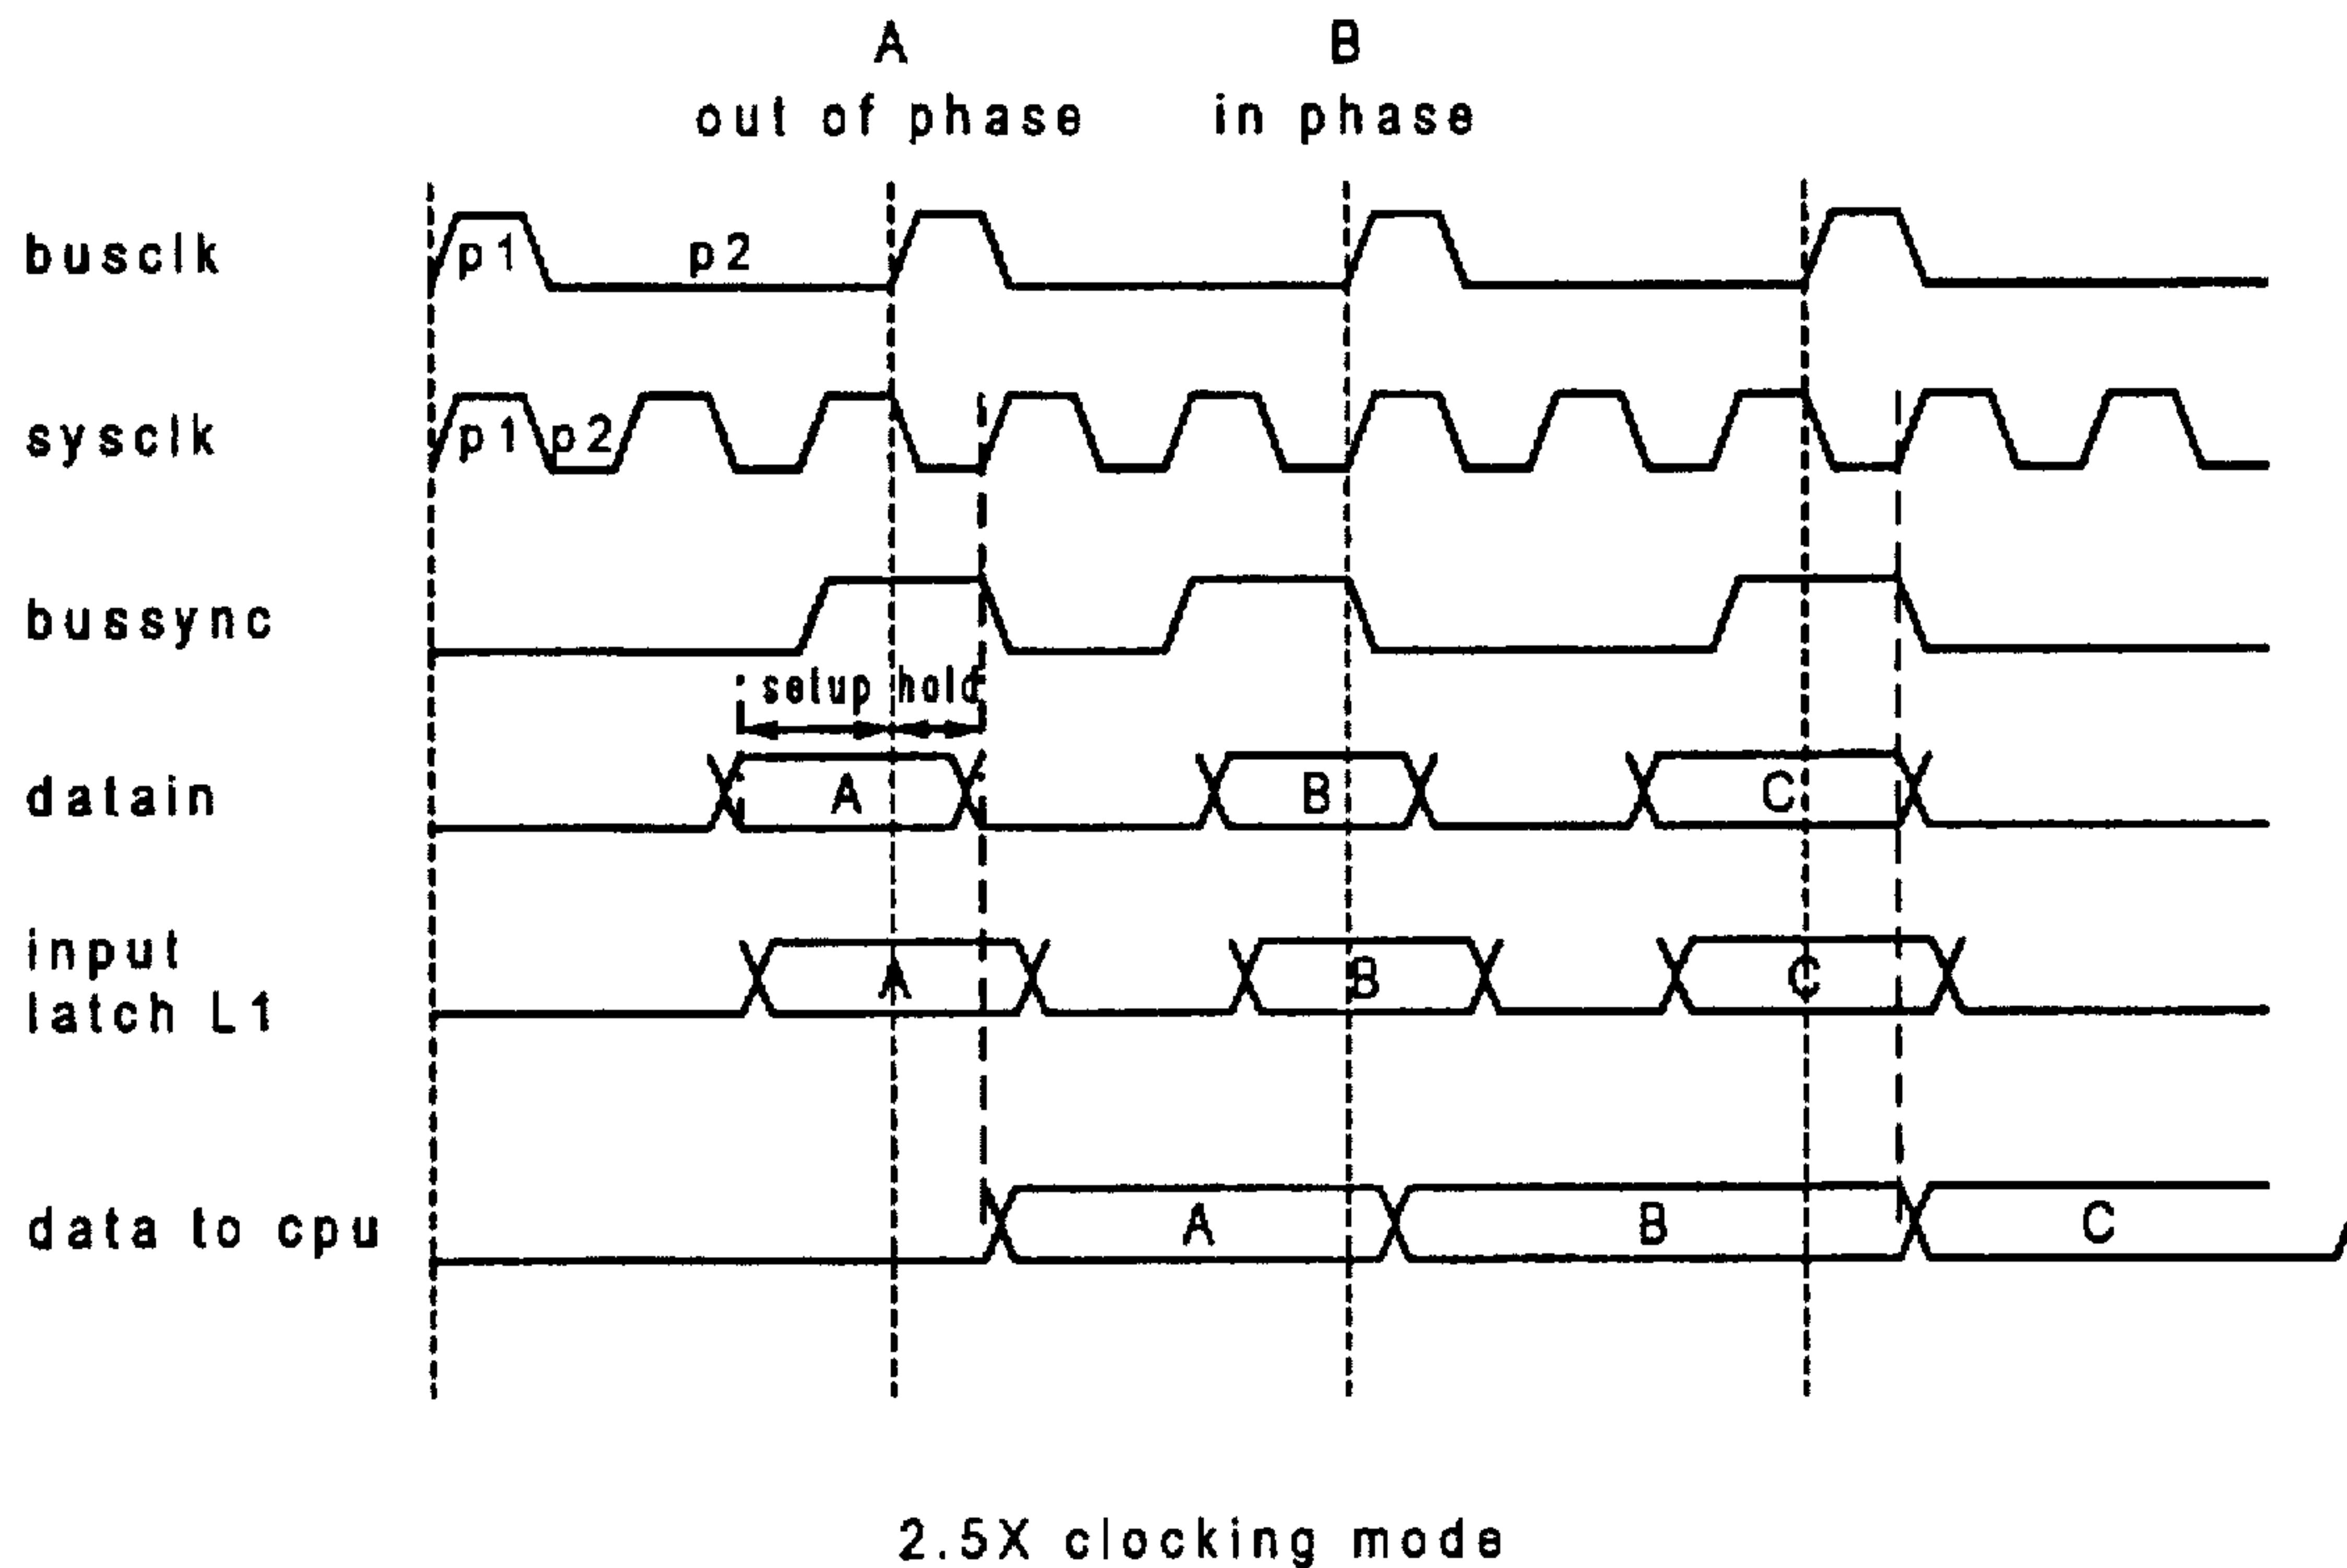 A B
out of phase in phase
busclk p1 p2
sysclk p1 p2
bussync
setup hold
datain A B C
input
latch L1 A B C
data to cpu A B C
2.5X clocking mode